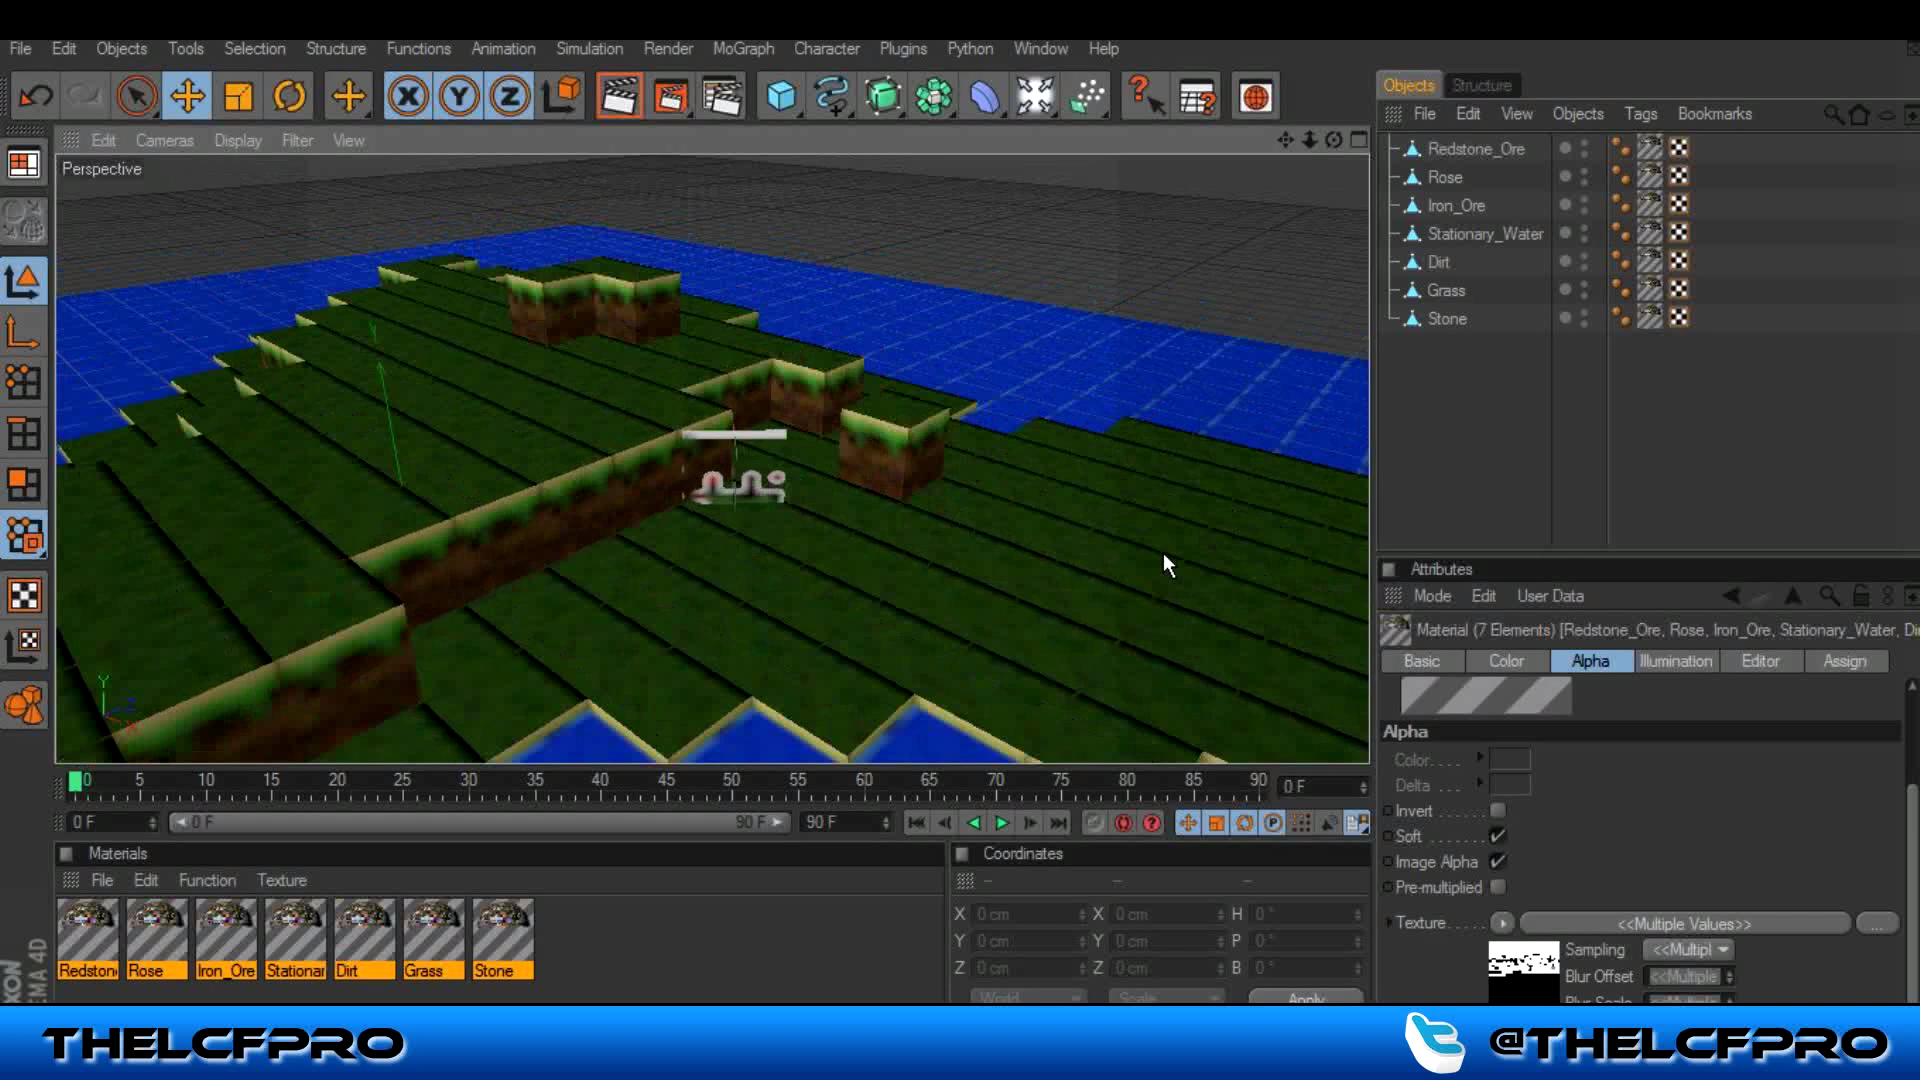 File Edit Objects Tools Selection Structure Functions Animation Simulation Render MoGraph Character Plugins Python Window Help
Objects Structure
File Edit View Objects Tags Bookmarks
Edit Cameras Display Filter View
Perspective
Redstone_Ore
Rose
Iron_Ore
Stationary_Water
Dirt
Grass
Stone
Attributes
Mode Edit User Data
Material (7 Elements) [Redstone_Ore, Rose, Iron_Ore, Stationary_Water, Di
Basic Color Alpha Illumination Editor Assign
Alpha
Color. . . .
Delta . . .
Invert
Soft
Image Alpha
Pre-multiplied
Texture <<Multiple Values>> ...
Sampling <<Multipl
Blur Offset <<Multiple
0 5 10 15 20 25 30 35 40 45 50 55 60 65 70 75 80 85 90 0 F
0 F 0 F 90 F 90 F
Materials
File Edit Function Texture
Redston Rose Iron_Ore Stationar Dirt Grass Stone
Coordinates
X 0 cm X 0 cm H 0 °
Y 0 cm Y 0 cm P 0 °
Z 0 cm Z 0 cm B 0 °
World Scale Apply
THELCFPRO @THELCFPRO